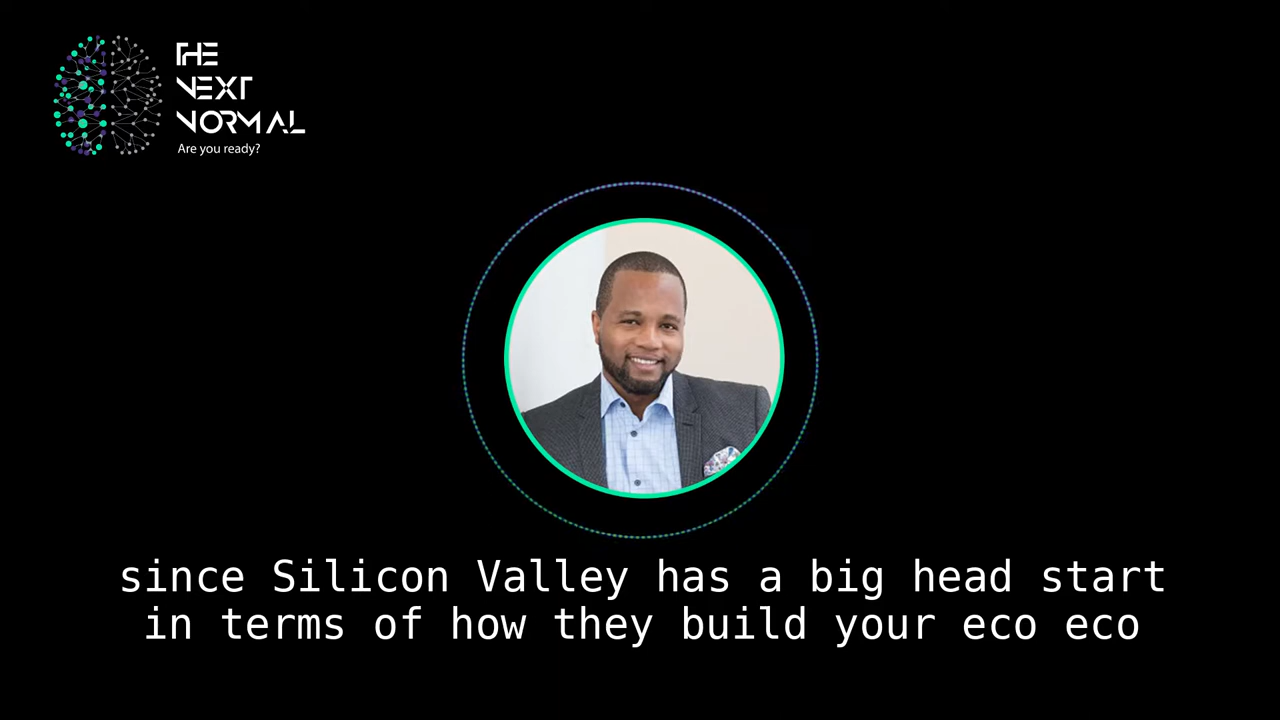 THE
NEXT
NORMAL
Are you ready?
since Silicon Valley has a big head start
in terms of how they build your eco eco